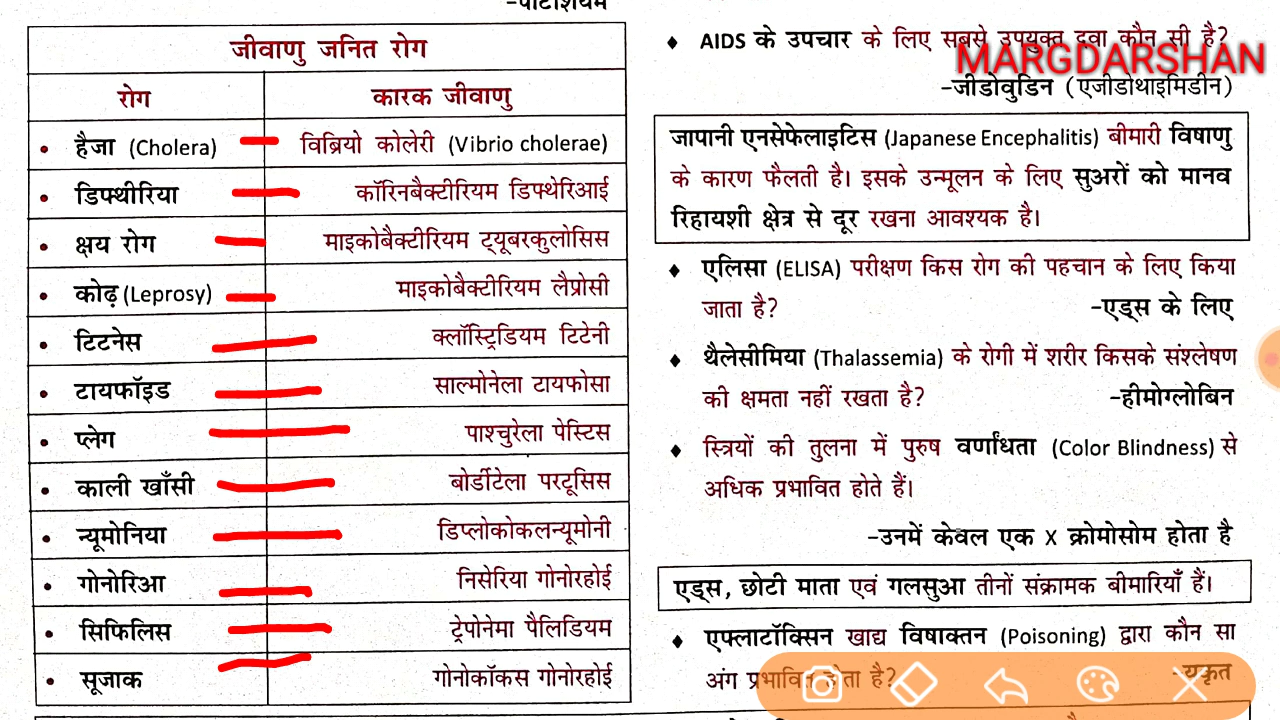 -पोटाशियम
जीवाणु जनित रोग
रोग कारक जीवाणु
• हैजा (Cholera) विब्रियो कोलेरी (Vibrio cholerae)
• डिफ्थीरिया कॉरिनबैक्टीरियम डिफ्थेरिआई
• क्षय रोग माइकोबैक्टीरियम ट्यूबरकुलोसिस
• कोढ़ (Leprosy) माइकोबैक्टीरियम लैप्रोसी
• टिटनेस क्लॉस्ट्रिडियम टिटेनी
• टायफॉइड साल्मोनेला टायफोसा
• प्लेग पाश्चुरेला पेस्टिस
• काली खाँसी बोर्डीटेला परटूसिस
• न्यूमोनिया डिप्लोकोकलन्यूमोनी
• गोनोरिआ निसेरिया गोनोरहोई
• सिफिलिस ट्रेपोनेमा पैलिडियम
• सूजाक गोनोकॉकस गोनोरहोई
♦ AIDS के उपचार के लिए सबसे उपयुक्त दवा कौन सी है?
MARGDARSHAN
-जीडोवुडिन (एजीडोथाइमिडीन)
जापानी एनसेफेलाइटिस (Japanese Encephalitis) बीमारी विषाणु
के कारण फैलती है। इसके उन्मूलन के लिए सुअरों को मानव
रिहायशी क्षेत्र से दूर रखना आवश्यक है।
♦ एलिसा (ELISA) परीक्षण किस रोग की पहचान के लिए किया
जाता है? -एड्स के लिए
♦ थैलेसीमिया (Thalassemia) के रोगी में शरीर किसके संश्लेषण
की क्षमता नहीं रखता है? -हीमोग्लोबिन
♦ स्त्रियों की तुलना में पुरुष वर्णांधता (Color Blindness) से
अधिक प्रभावित होते हैं।
-उनमें केवल एक X क्रोमोसोम होता है
एड्स, छोटी माता एवं गलसुआ तीनों संक्रामक बीमारियाँ हैं।
♦ एफ्लाटॉक्सिन खाद्य विषाक्तन (Poisoning) द्वारा कौन सा
अंग प्रभावित होता है? -यकृत